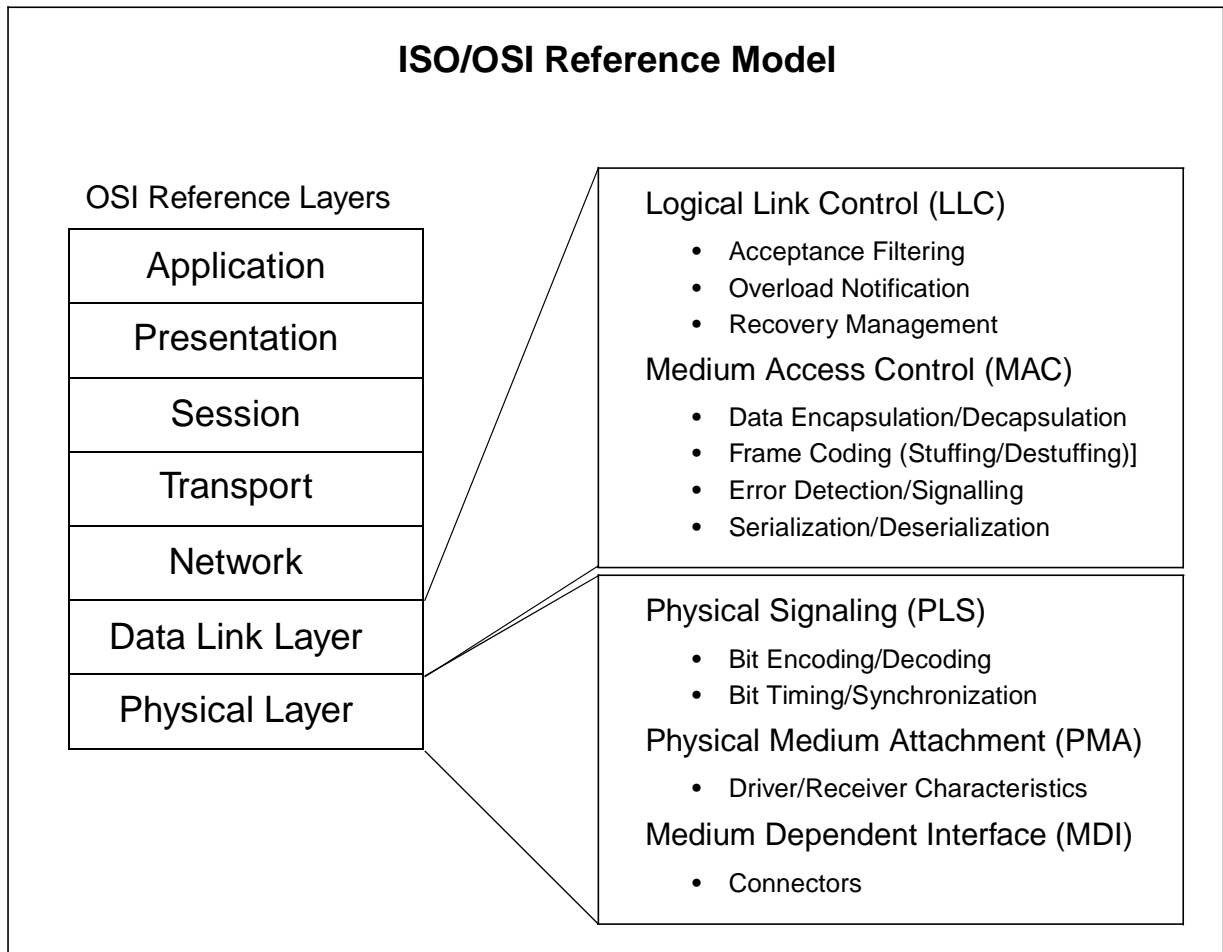 ISO/OSI Reference Model
OSI Reference Layers
Application
Presentation
Session
Transport
Network
Data Link Layer
Physical Layer
Logical Link Control (LLC)
• Acceptance Filtering
• Overload Notification
• Recovery Management
Medium Access Control (MAC)
• Data Encapsulation/Decapsulation
• Frame Coding (Stuffing/Destuffing)]
• Error Detection/Signalling
• Serialization/Deserialization
Physical Signaling (PLS)
• Bit Encoding/Decoding
• Bit Timing/Synchronization
Physical Medium Attachment (PMA)
• Driver/Receiver Characteristics
Medium Dependent Interface (MDI)
• Connectors